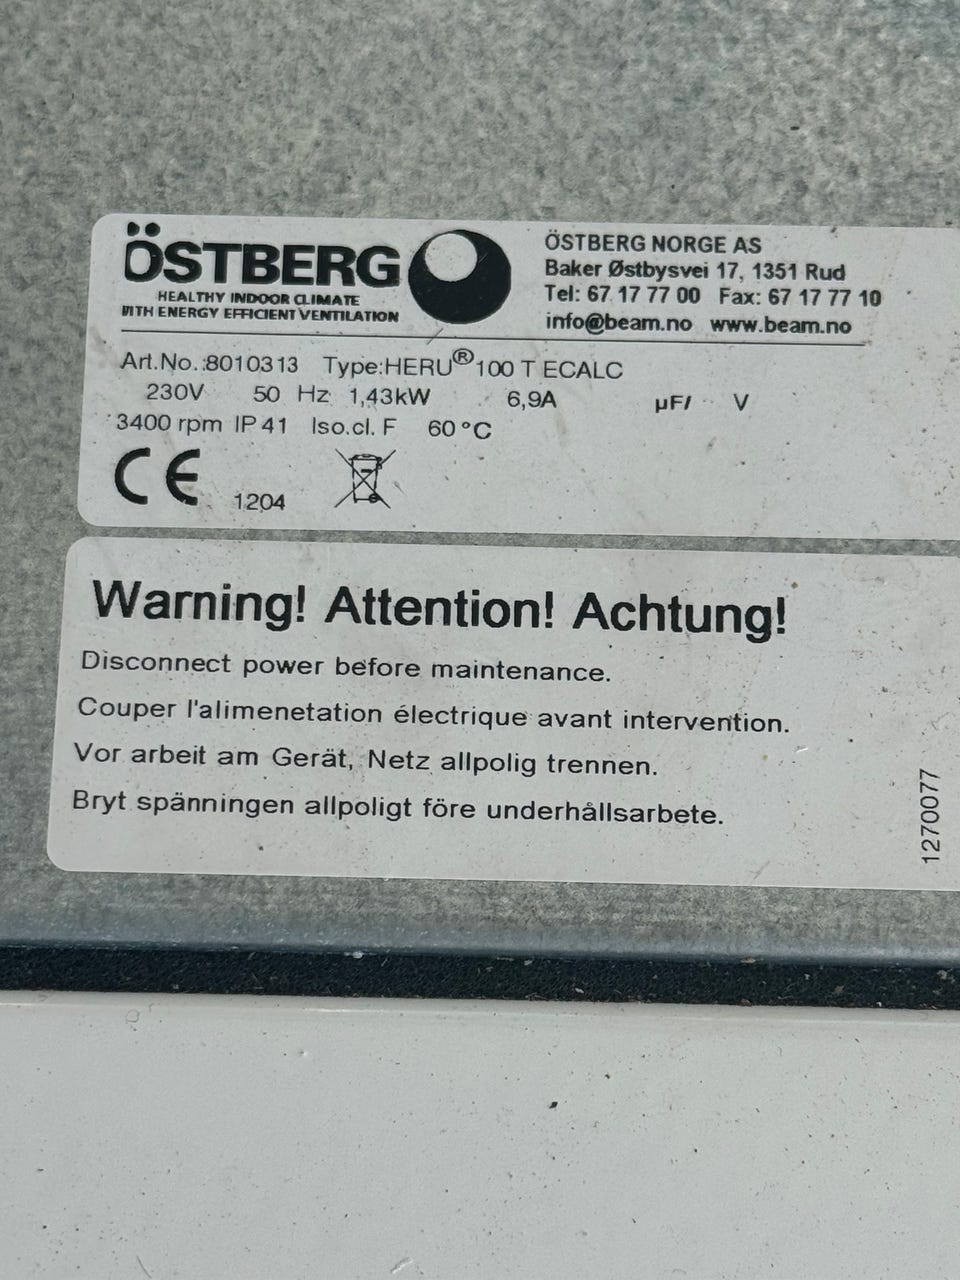 ÖSTBERG
HEALTHY INDOOR CLIMATE
WITH ENERGY EFFICIENT VENTILATION
ÖSTBERG NORGE AS
Baker Østbysvei 17, 1351 Rud
Tel: 67 17 77 00 Fax: 67 17 77 10
info@beam.no www.beam.no
Art.No.:8010313 Type:HERU® 100 T ECALC
230V 50 Hz 1,43kW 6,9A µF/ V
3400 rpm IP 41 Iso.cl. F 60 °C
CE 1204
Warning! Attention! Achtung!
Disconnect power before maintenance.
Couper l'alimenetation électrique avant intervention.
Vor arbeit am Gerät, Netz allpolig trennen.
Bryt spänningen allpoligt före underhållsarbete.
1270077